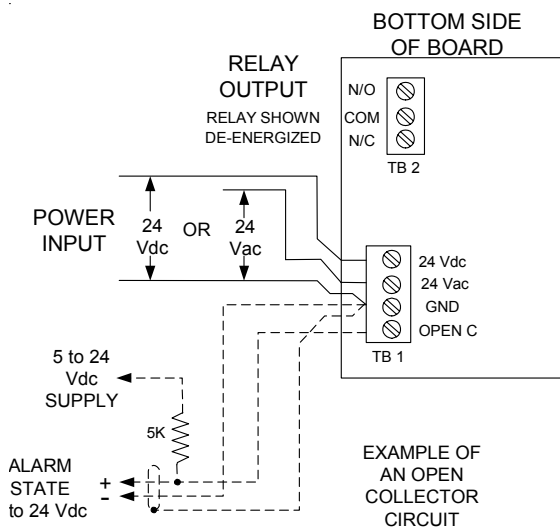 BOTTOM SIDE
OF BOARD
RELAY
OUTPUT
RELAY SHOWN
DE-ENERGIZED
N/O
COM
N/C
TB 2
POWER
INPUT
24
Vdc
OR
24
Vac
24 Vdc
24 Vac
GND
OPEN C
TB 1
5 to 24
Vdc
SUPPLY
5K
ALARM
STATE
to 24 Vdc
+
-
EXAMPLE OF
AN OPEN
COLLECTOR
CIRCUIT